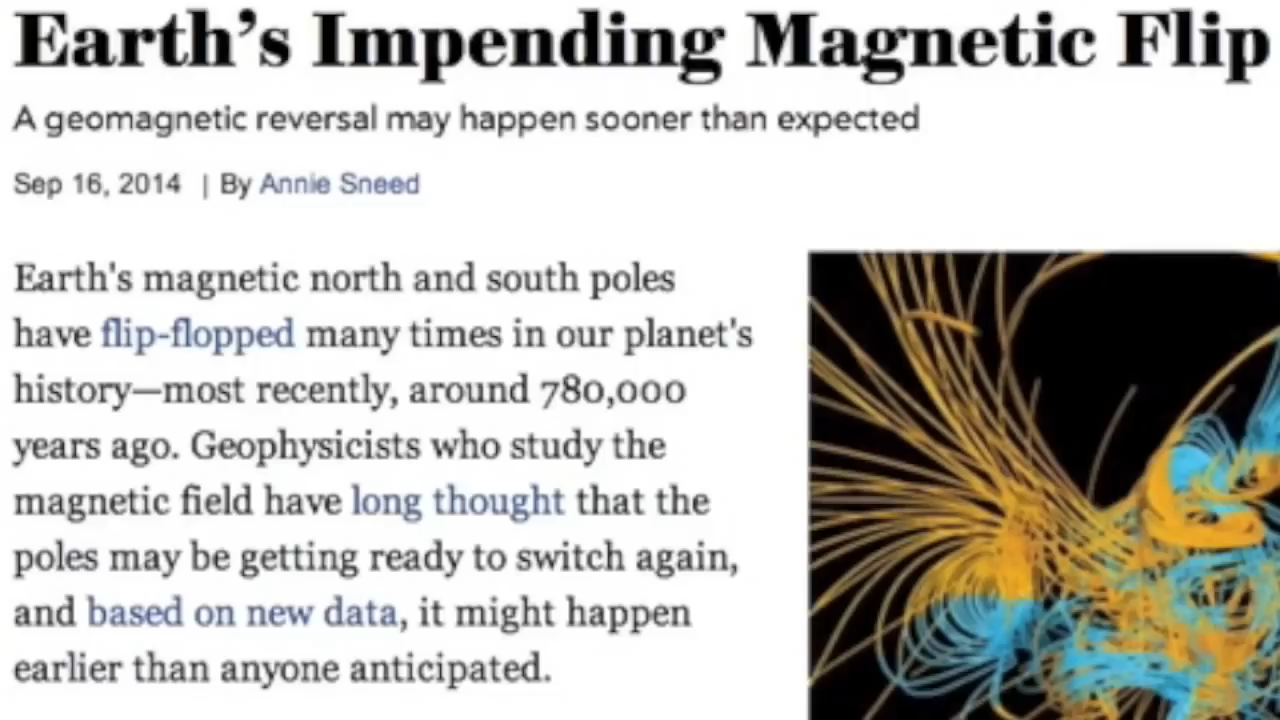 Earth's Impending Magnetic Flip
A geomagnetic reversal may happen sooner than expected
Sep 16, 2014 | By Annie Sneed
Earth's magnetic north and south poles
have flip-flopped many times in our planet's
history—most recently, around 780,000
years ago. Geophysicists who study the
magnetic field have long thought that the
poles may be getting ready to switch again,
and based on new data, it might happen
earlier than anyone anticipated.